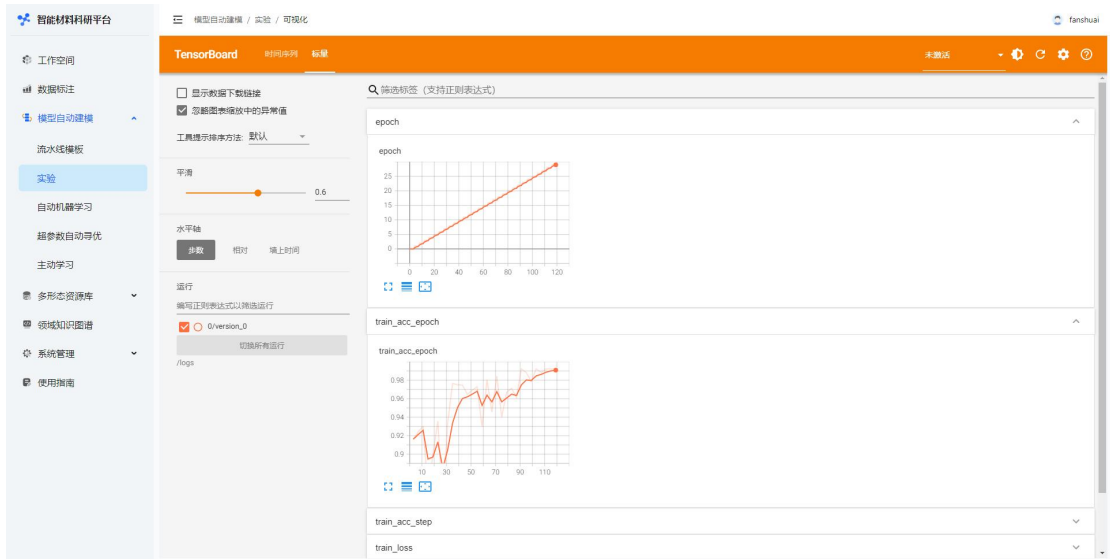 智能材料科研平台
模型自动建模 / 实验 / 可视化
fanshuai
工作空间
数据标注
模型自动建模
流水线模板
实验
自动机器学习
超参数自动寻优
主动学习
多形态资源库
领域知识图谱
系统管理
使用指南
TensorBoard 时间序列 标量
未激活
显示数据下载链接
忽略图表缩放中的异常值
工具提示排序方法: 默认
平滑
0.6
水平轴
步数 相对 墙上时间
运行
编写正则表达式以筛选运行
0/version_0
切换所有运行
/logs
筛选标签（支持正则表达式）
epoch
epoch
25
20
15
10
5
0
0 20 40 60 80 100 120
train_acc_epoch
train_acc_epoch
0.98
0.96
0.94
0.92
0.9
10 30 50 70 90 110
train_acc_step
train_loss